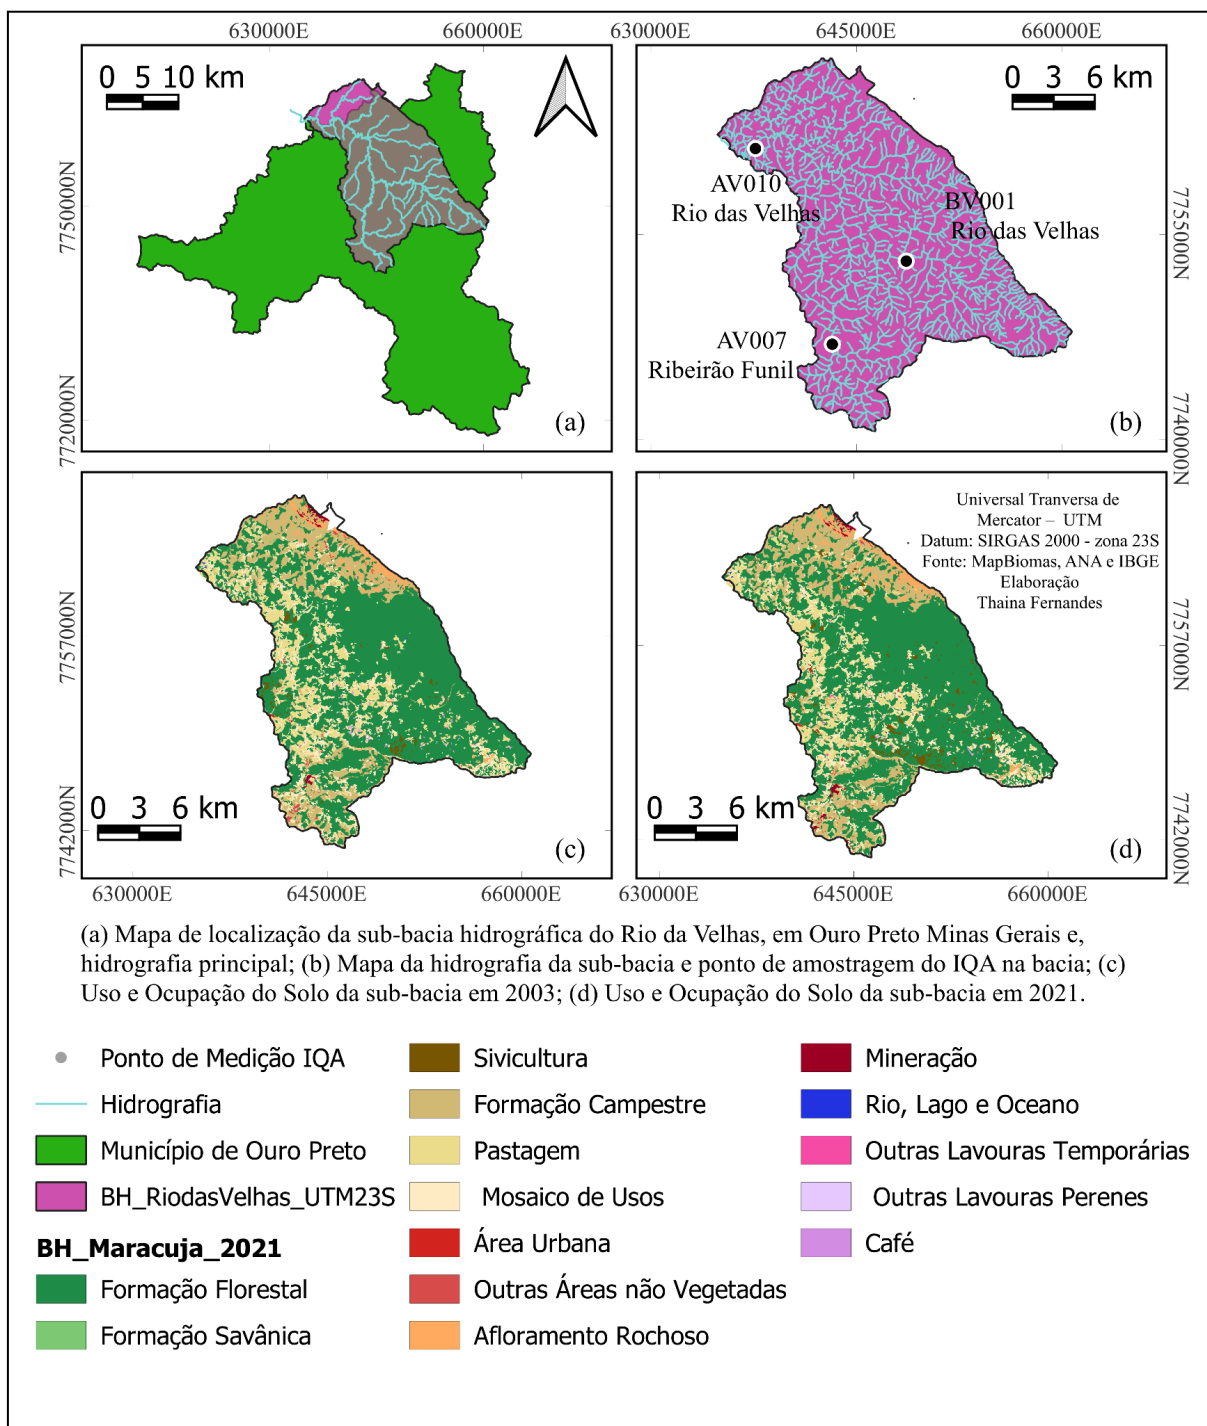 630000E 660000E
0 5 10 km
7750000N
7720000N
(a)
630000E 645000E 660000E
0 3 6 km
AV010
Rio das Velhas
BV001
Rio das Velhas
AV007
Ribeirão Funil
7755000N
7740000N
(b)
7757000N
7742000N
0 3 6 km
(c)
630000E 645000E 660000E
Universal Tranversa de
Mercator – UTM
Datum: SIRGAS 2000 - zona 23S
Fonte: MapBiomas, ANA e IBGE
Elaboração
Thaina Fernandes
7757000N
7742000N
0 3 6 km
(d)
630000E 645000E 660000E
(a) Mapa de localização da sub-bacia hidrográfica do Rio da Velhas, em Ouro Preto Minas Gerais e,
hidrografia principal; (b) Mapa da hidrografia da sub-bacia e ponto de amostragem do IQA na bacia; (c)
Uso e Ocupação do Solo da sub-bacia em 2003; (d) Uso e Ocupação do Solo da sub-bacia em 2021.
Ponto de Medição IQA
Hidrografia
Município de Ouro Preto
BH_RiodasVelhas_UTM23S
BH_Maracuja_2021
Formação Florestal
Formação Savânica
Sivicultura
Formação Campestre
Pastagem
Mosaico de Usos
Área Urbana
Outras Áreas não Vegetadas
Afloramento Rochoso
Mineração
Rio, Lago e Oceano
Outras Lavouras Temporárias
Outras Lavouras Perenes
Café